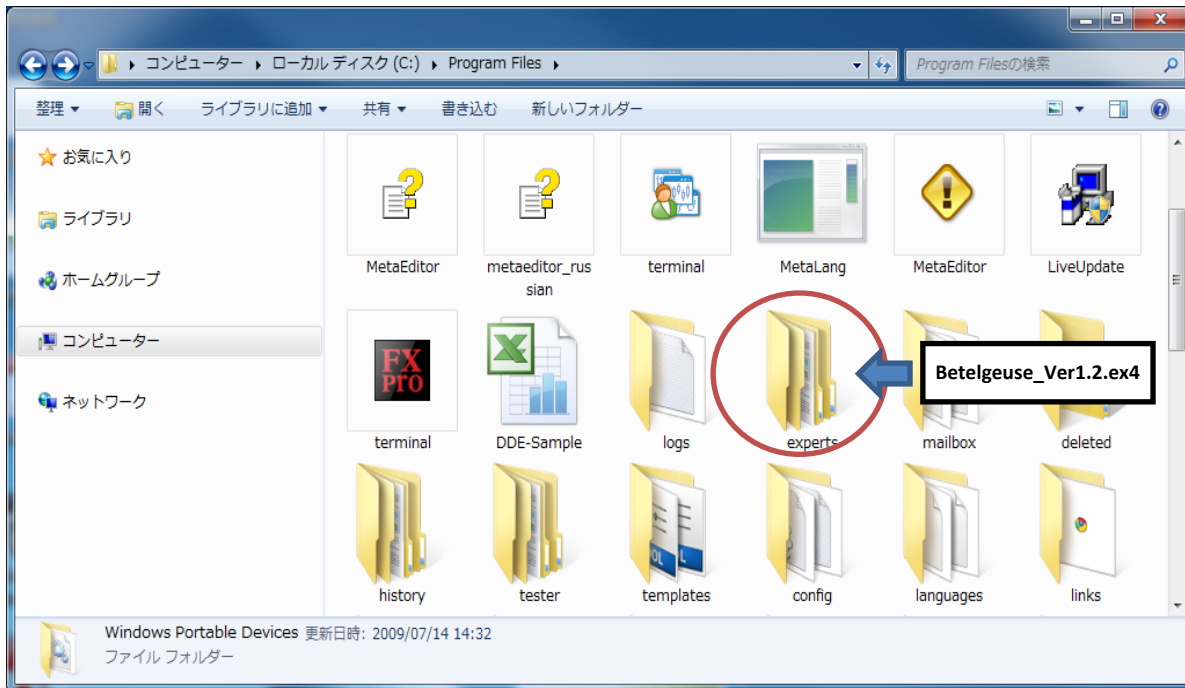 コンピューター ▸ ローカル ディスク (C:) ▸ Program Files ▸
Program Filesの検索
整理 開く ライブラリに追加 共有 書き込む 新しいフォルダー
お気に入り
ライブラリ
ホームグループ
コンピューター
ネットワーク
MetaEditor metaeditor_rus terminal MetaLang MetaEditor LiveUpdate
sian
FX
Pro
Betelgeuse_Ver1.2.ex4
terminal DDE-Sample logs experts mailbox deleted
history tester templates config languages links
Windows Portable Devices 更新日時: 2009/07/14 14:32
ファイル フォルダー